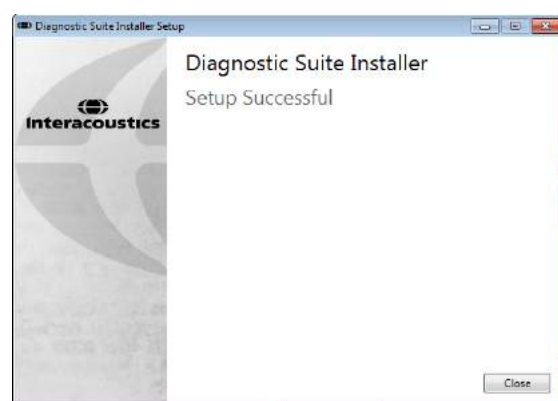 Diagnostic Suite Installer Setup
Diagnostic Suite Installer
Setup Successful
Interacoustics
Close